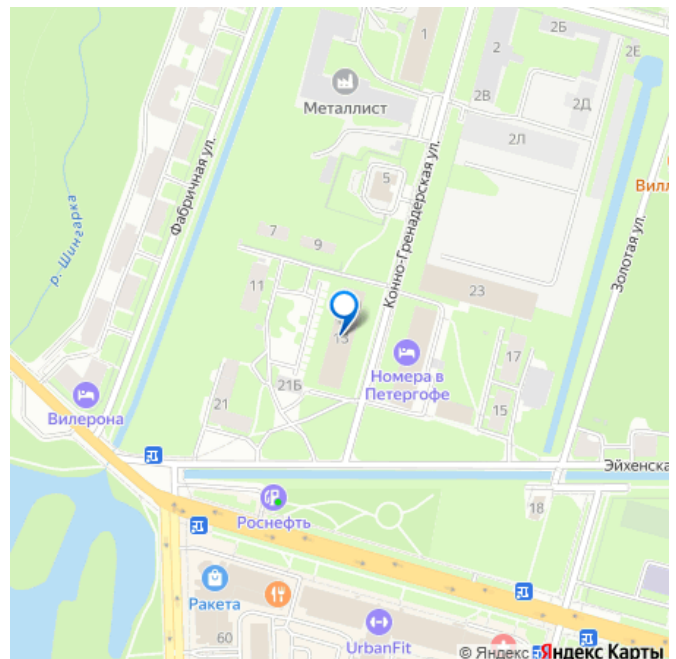 1
2Б
2
2Е
Металлист
2В
2Д
2Л
Фабричная ул.
5
Конно-Гренадерская ул.
Вилл
р. Шингарка
7
9
Золотая ул.
11
23
13
17
Номера в
Петергофе
21Б
Вилерона
21
15
Эйхенска
Роснефть
18
Ракета
60
UrbanFit
© Яндекс Яндекс Карты